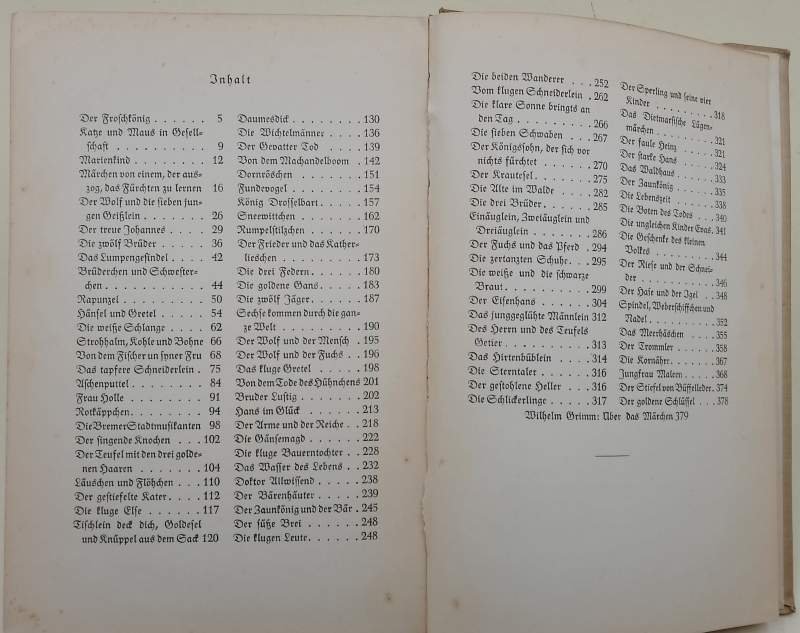 Inhalt
Der Froschkönig . . . . . . 5
Katze und Maus in Gesell-
schaft . . . . . . . . . . 9
Marienkind . . . . . . . . 12
Märchen von einem, der aus-
zog, das Fürchten zu lernen 16
Der Wolf und die sieben jun-
gen Geißlein . . . . . . . 26
Der treue Johannes . . . . 29
Die zwölf Brüder . . . . . 36
Das Lumpengesindel . . . . 42
Brüderchen und Schwester-
chen . . . . . . . . . . . 44
Rapunzel . . . . . . . . . 50
Hänsel und Gretel . . . . . 54
Die weiße Schlange . . . . 62
Strohhalm, Kohle und Bohne 66
Von dem Fischer un syner Fru 68
Das tapfere Schneiderlein . 75
Aschenputtel . . . . . . . 84
Frau Holle . . . . . . . . 91
Rotkäppchen . . . . . . . . 94
Die Bremer Stadtmusikanten 98
Der singende Knochen . . . 102
Der Teufel mit den drei golde-
nen Haaren . . . . . . . . 104
Läuschen und Flöhchen . . . 110
Der gestiefelte Kater . . . 112
Die kluge Else . . . . . . 117
Tischlein deck dich, Goldesel
und Knüppel aus dem Sack 120
Daumesdick . . . . . . . . 130
Die Wichtelmänner . . . . . 136
Der Gevatter Tod . . . . . 139
Von dem Machandelboom . 142
Dornröschen . . . . . . . . 151
Fundevogel . . . . . . . . 154
König Drosselbart . . . . . 157
Sneewittchen . . . . . . . 162
Rumpelstilzchen . . . . . . 170
Der Frieder und das Kather-
lieschen . . . . . . . . . 173
Die drei Federn . . . . . . 180
Die goldene Gans . . . . . 183
Die zwölf Jäger . . . . . . 187
Sechse kommen durch die gan-
ze Welt . . . . . . . . . . 190
Der Wolf und der Mensch . 195
Der Wolf und der Fuchs . . 196
Das kluge Gretel . . . . . 198
Von dem Tode des Hühnchens 201
Bruder Lustig . . . . . . . 202
Hans im Glück . . . . . . . 213
Der Arme und der Reiche . . 218
Die Gänsemagd . . . . . . . 222
Die kluge Bauerntochter . . 228
Das Wasser des Lebens . . . 232
Doktor Allwissend . . . . . 238
Der Bärenhäuter . . . . . . 239
Der Zaunkönig und der Bär . 245
Der süße Brei . . . . . . . 248
Die klugen Leute . . . . . 248
Die beiden Wanderer . . . 252
Vom klugen Schneiderlein . 262
Die klare Sonne bringts an
den Tag . . . . . . . . . . 266
Die sieben Schwaben . . . 267
Der Königssohn, der sich vor
nichts fürchtet . . . . . . 270
Der Krautesel . . . . . . . 275
Die Alte im Walde . . . . . 282
Die drei Brüder . . . . . . 285
Einäuglein, Zweiäuglein und
Dreiäuglein . . . . . . . . 286
Der Fuchs und das Pferd . 294
Die zertanzten Schuhe . . . 295
Die weiße und die schwarze
Braut . . . . . . . . . . . 299
Der Eisenhans . . . . . . . 304
Das junggeglühte Männlein 312
Des Herrn und des Teufels
Getier . . . . . . . . . . 313
Das Hirtenbüblein . . . . . 314
Die Sterntaler . . . . . . 316
Der gestohlene Heller . . . 316
Die Schlickerlinge . . . . 317
Der Sperling und seine vier
Kinder . . . . . . . . . . 318
Das Dietmarsische Lügen-
märchen . . . . . . . . . . 321
Der faule Heinz . . . . . . 321
Der starke Hans . . . . . . 324
Das Waldhaus . . . . . . . 333
Der Zaunkönig . . . . . . . 335
Die Lebenszeit . . . . . . 338
Die Boten des Todes . . . . 340
Die ungleichen Kinder Evas . 341
Die Geschenke des kleinen
Volkes . . . . . . . . . . 344
Der Riese und der Schnei-
der . . . . . . . . . . . . 346
Der Hase und der Igel . . . 348
Spindel, Weberschiffchen und
Nadel . . . . . . . . . . . 352
Das Meerhäschen . . . . . . 355
Der Trommler . . . . . . . 358
Die Kornähre . . . . . . . 367
Jungfrau Maleen . . . . . . 368
Der Stiefel von Büffelleder . 374
Der goldene Schlüssel . . . 378
Wilhelm Grimm: Über das Märchen 379